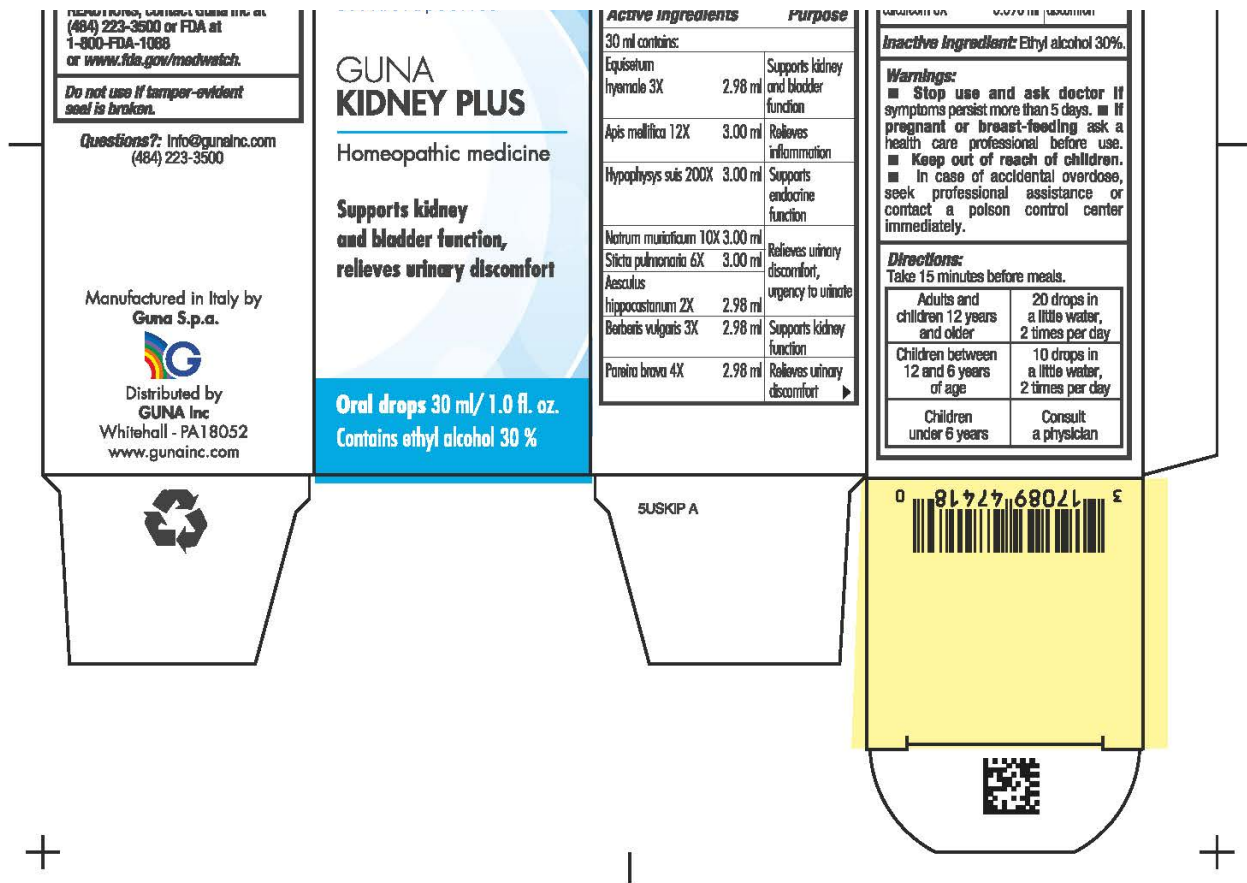 (484) 223-3500 or FDA at
1-800-FDA-1088
or www.fda.gov/medwatch.
Do not use if tamper-evident
seal is broken.
Questions?: info@gunainc.com
(484) 223-3500
Manufactured in Italy by
Guna S.p.a.
G
Distributed by
GUNA Inc
Whitehall - PA18052
www.gunainc.com
GUNA
KIDNEY PLUS
Homeopathic medicine
Supports kidney
and bladder function,
relieves urinary discomfort
Oral drops 30 ml/ 1.0 fl. oz.
Contains ethyl alcohol 30 %
Active Ingredients Purpose
30 ml contains:
Equisetum
hyemale 3X 2.98 ml Supports kidney
and bladder
function
Apis mellifica 12X 3.00 ml Relieves
inflammation
Hypophysys suis 200X 3.00 ml Supports
endocrine
function
Natrum muriaticum 10X 3.00 ml
Sticta pulmonaria 6X 3.00 ml
Aesculus
hippocastanum 2X 2.98 ml
Relieves urinary
discomfort,
urgency to urinate
Berberis vulgaris 3X 2.98 ml Supports kidney
function
Pareira brava 4X 2.98 ml Relieves urinary
discomfort
5USKIP A
Inactive Ingredient: Ethyl alcohol 30%.
Warnings:
■ Stop use and ask doctor if
symptoms persist more than 5 days. ■ If
pregnant or breast-feeding ask a
health care professional before use.
■ Keep out of reach of children.
■ In case of accidental overdose,
seek professional assistance or
contact a poison control center
immediately.
Directions:
Take 15 minutes before meals.
Adults and
children 12 years
and older
20 drops in
a little water,
2 times per day
Children between
12 and 6 years
of age
10 drops in
a little water,
2 times per day
Children
under 6 years
Consult
a physician
3 17089 47418 0